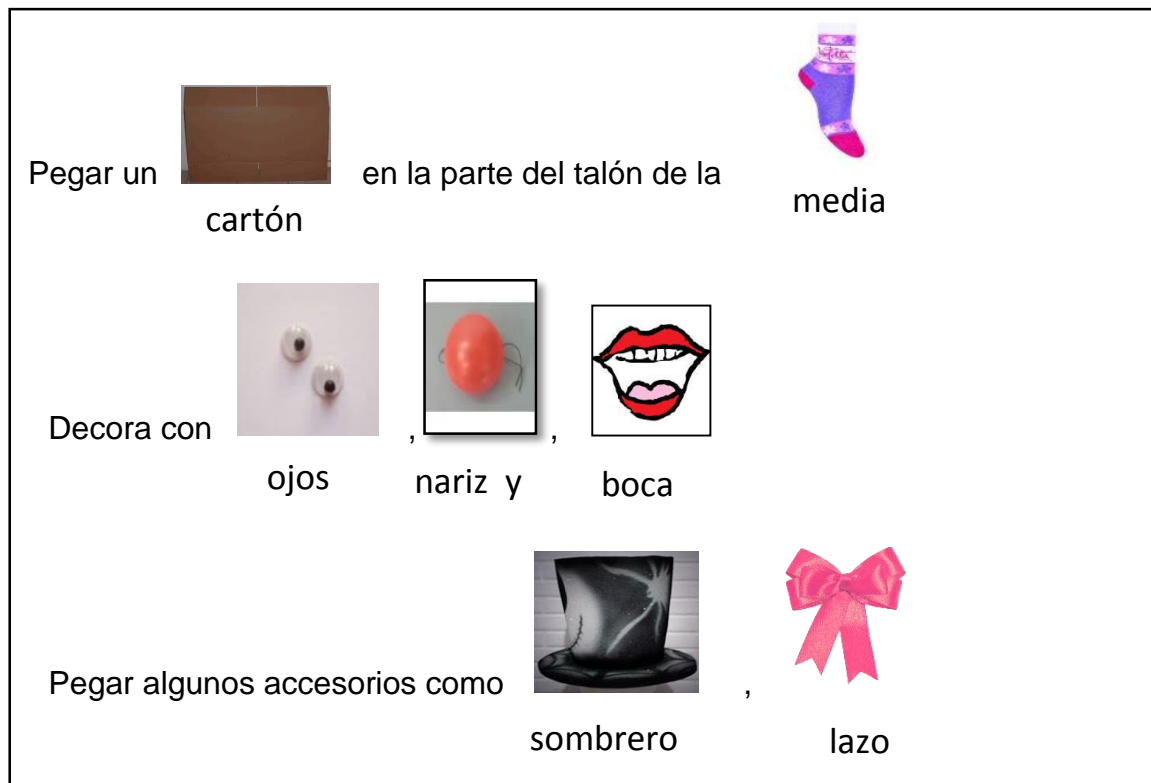 Pegar un en la parte del talón de la
cartón media
Decora con , ,
ojos nariz y boca
Pegar algunos accesorios como ,
sombrero lazo